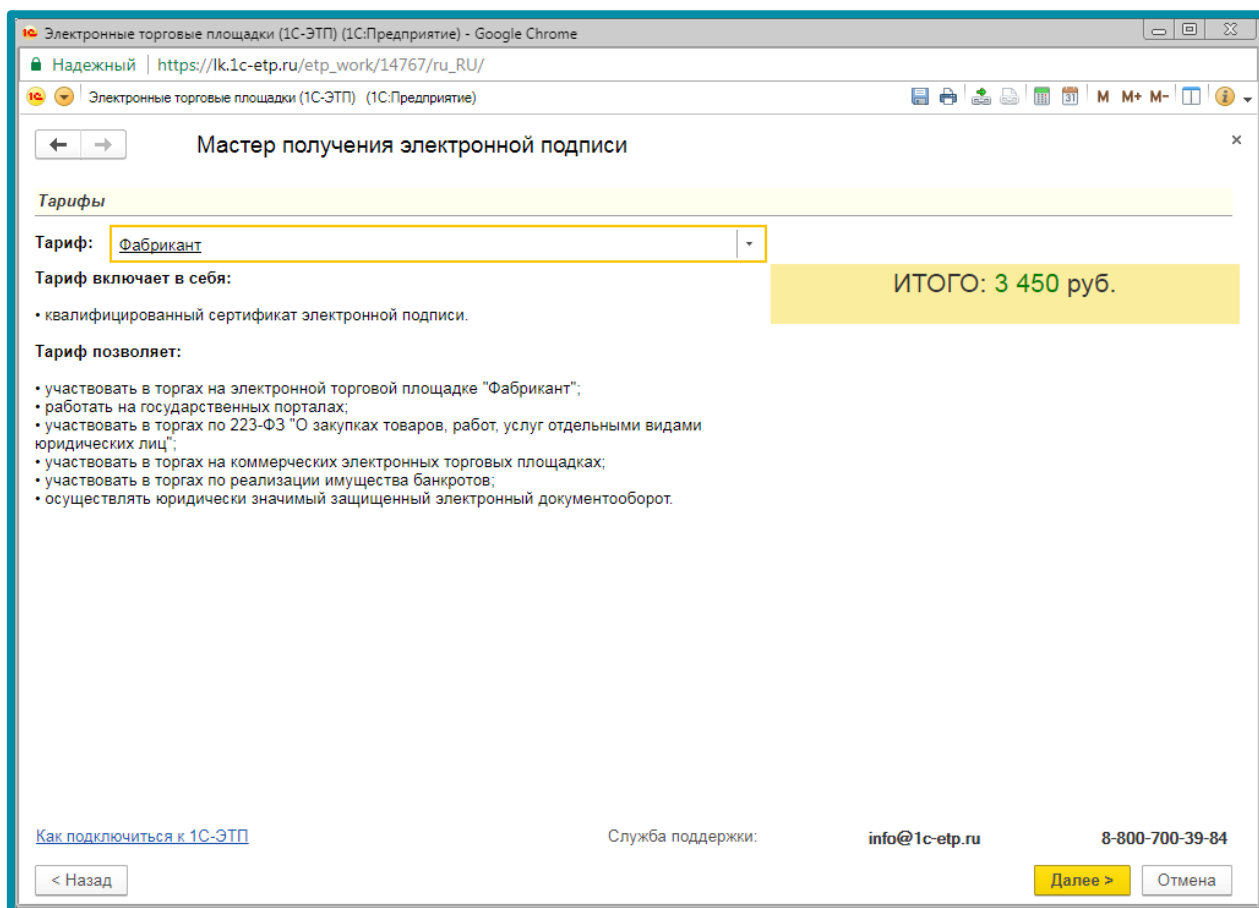 1С Электронные торговые площадки (1С-ЭТП) (1С:Предприятие) - Google Chrome
Надежный | https://lk.1c-etp.ru/etp_work/14767/ru_RU/
1С Электронные торговые площадки (1С-ЭТП) (1С:Предприятие) 31 M M+ M-
Мастер получения электронной подписи
Тарифы
Тариф: Фабрикант
Тариф включает в себя:
ИТОГО: 3 450 руб.
• квалифицированный сертификат электронной подписи.
Тариф позволяет:
• участвовать в торгах на электронной торговой площадке "Фабрикант";
• работать на государственных порталах;
• участвовать в торгах по 223-ФЗ "О закупках товаров, работ, услуг отдельными видами
юридических лиц";
• участвовать в торгах на коммерческих электронных торговых площадках;
• участвовать в торгах по реализации имущества банкротов;
• осуществлять юридически значимый защищенный электронный документооборот.
Как подключиться к 1С-ЭТП Служба поддержки: info@1c-etp.ru 8-800-700-39-84
< Назад Далее > Отмена